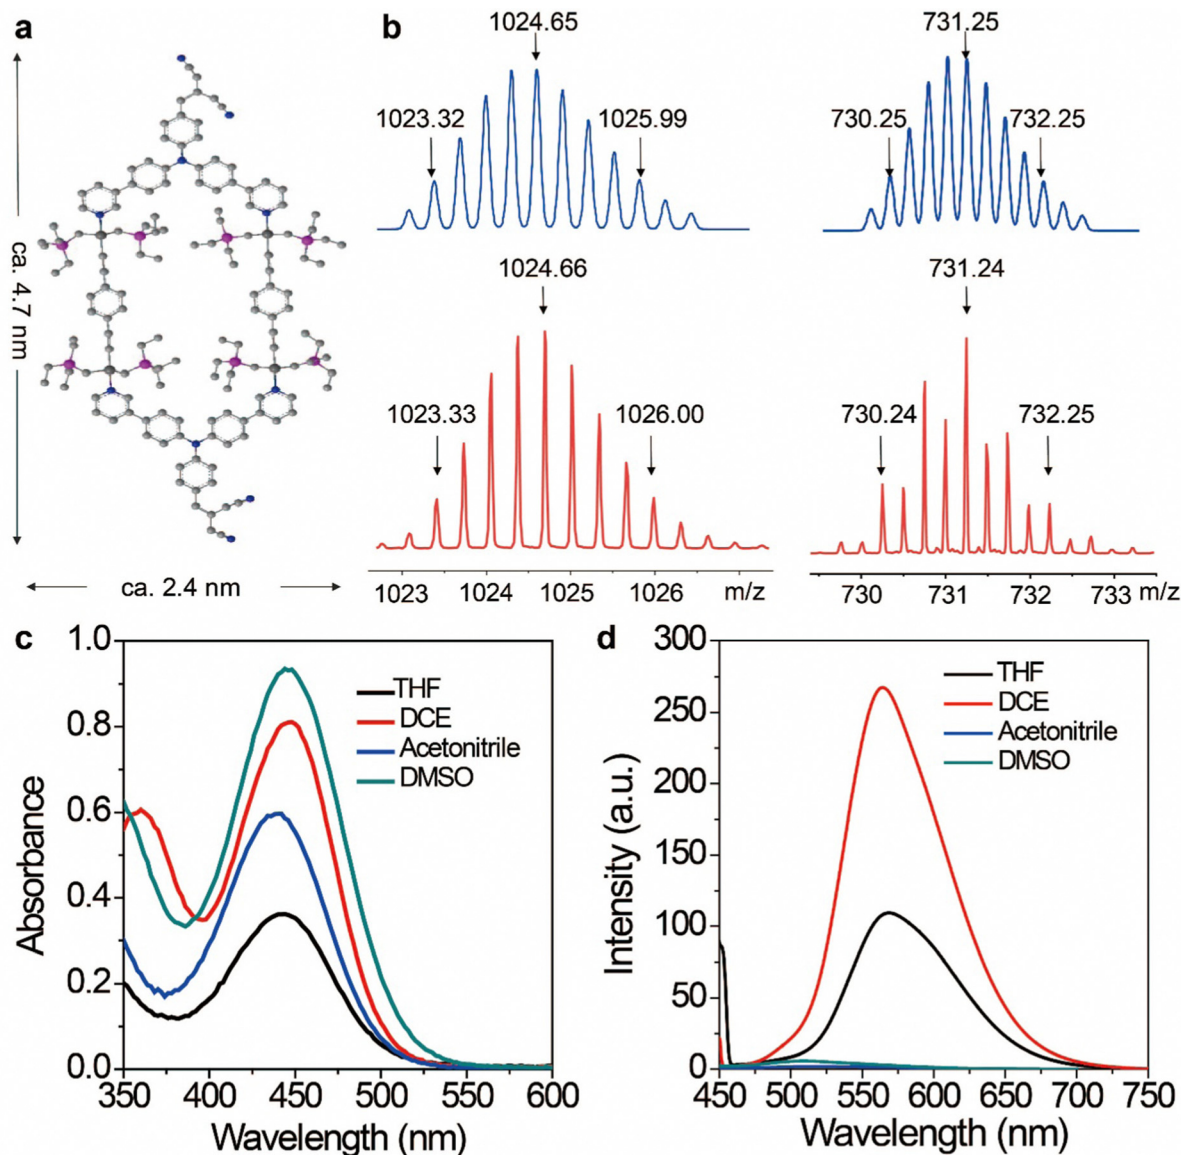 a
b
ca. 4.7 nm
ca. 2.4 nm
1024.65
1023.32
1025.99
731.25
730.25
732.25
1024.66
1023.33
1026.00
1023 1024 1025 1026 m/z
731.24
730.24
732.25
730 731 732 733 m/z
c
1.0
0.8
0.6
0.4
0.2
0.0
Absorbance
THF
DCE
Acetonitrile
DMSO
350 400 450 500 550 600
Wavelength (nm)
d
300
250
200
150
100
50
0
Intensity (a.u.)
THF
DCE
Acetonitrile
DMSO
450 500 550 600 650 700 750
Wavelength (nm)